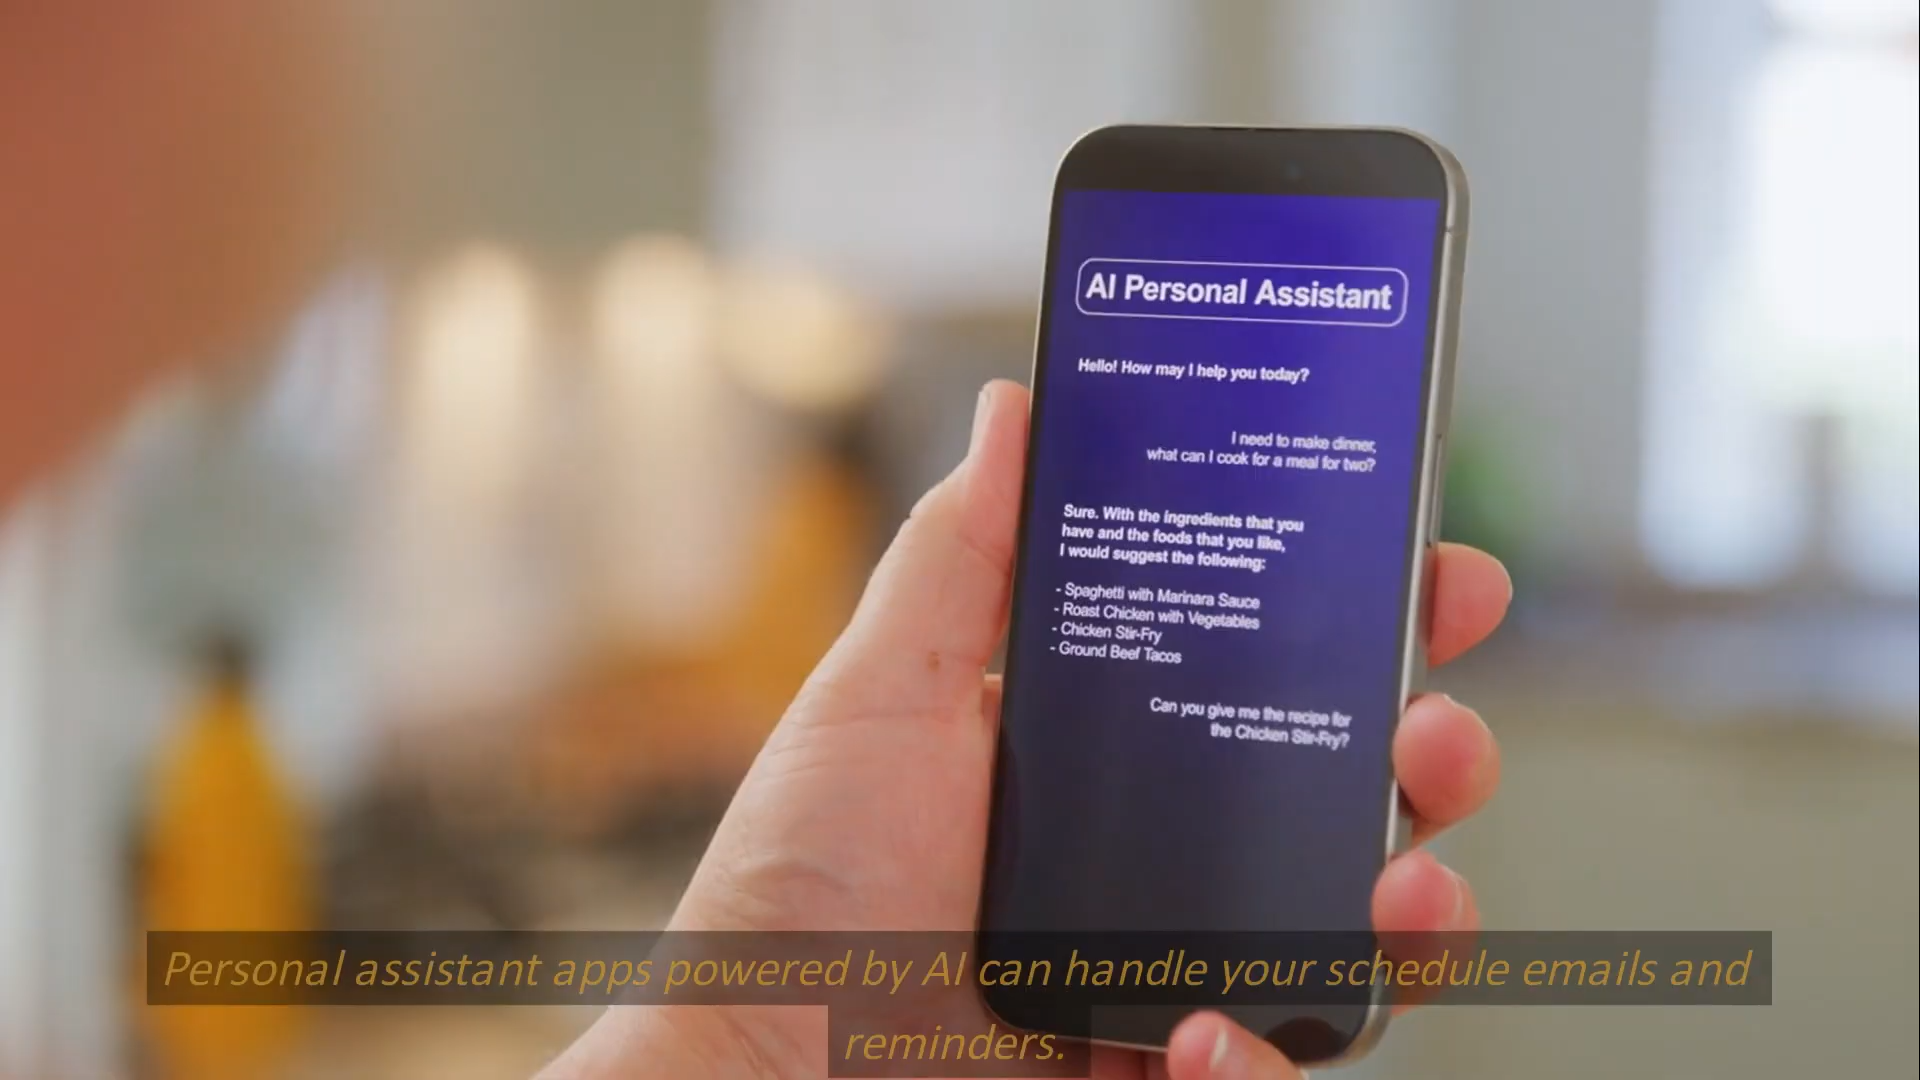 AI Personal Assistant
Hello! How may I help you today?
I need to make dinner,
what can I cook for a meal for two?
Sure. With the ingredients that you
have and the foods that you like,
I would suggest the following:
- Spaghetti with Marinara Sauce
- Roast Chicken with Vegetables
- Chicken Stir-Fry
- Ground Beef Tacos
Can you give me the recipe for
the Chicken Stir-Fry?
Personal assistant apps powered by AI can handle your schedule emails and
reminders.